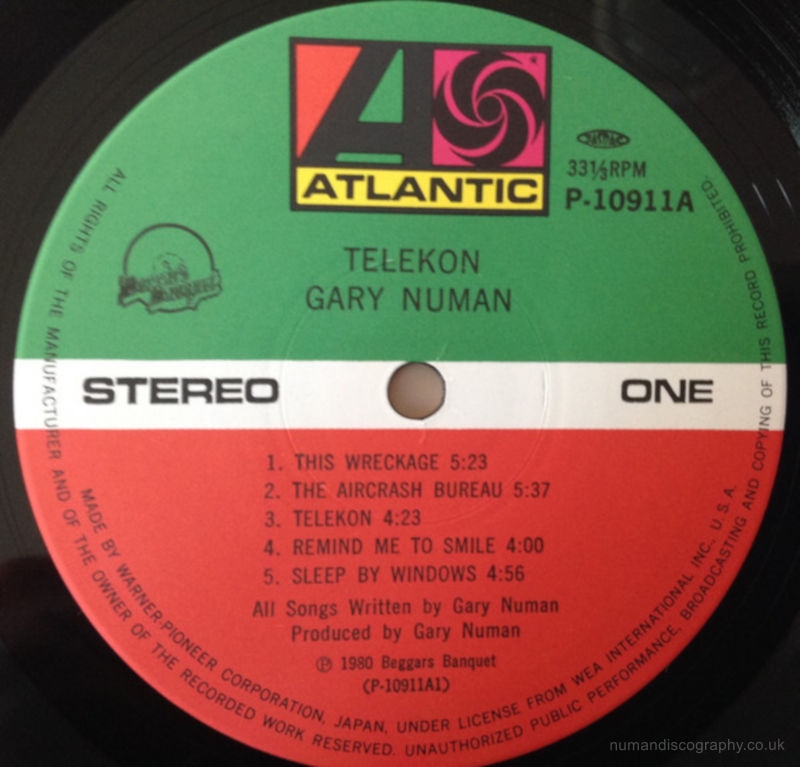 ATLANTIC
JASRAC
33⅓RPM
P-10911A
Beggars Banquet
TELEKON
GARY NUMAN
STEREO
ONE
1. THIS WRECKAGE 5:23
2. THE AIRCRASH BUREAU 5:37
3. TELEKON 4:23
4. REMIND ME TO SMILE 4:00
5. SLEEP BY WINDOWS 4:56
All Songs Written by Gary Numan
Produced by Gary Numan
Ⓟ 1980 Beggars Banquet
(P-10911A1)
MADE BY WARNER-PIONEER CORPORATION, JAPAN, UNDER LICENSE FROM WEA INTERNATIONAL INC., U.S.A.
ALL RIGHTS OF THE MANUFACTURER AND OF THE OWNER OF THE RECORDED WORK RESERVED. UNAUTHORIZED PUBLIC PERFORMANCE, BROADCASTING AND COPYING OF THIS RECORD PROHIBITED.
numandiscography.co.uk